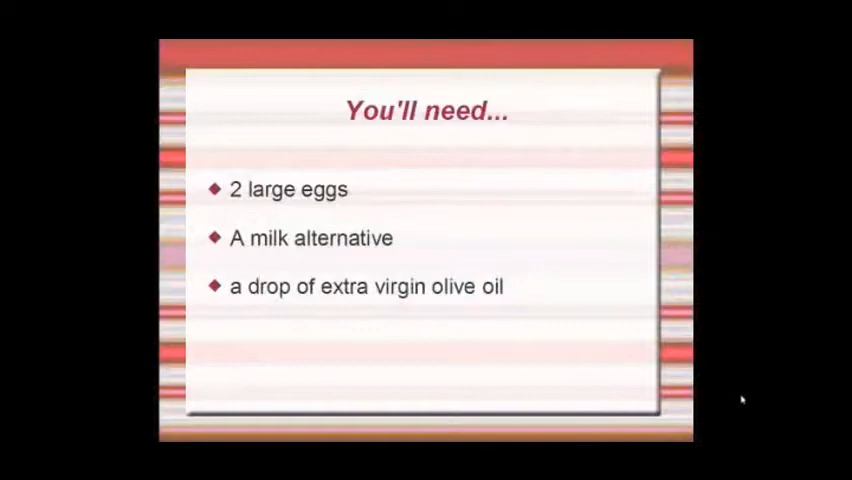 You'll need...
2 large eggs
A milk alternative
a drop of extra virgin olive oil